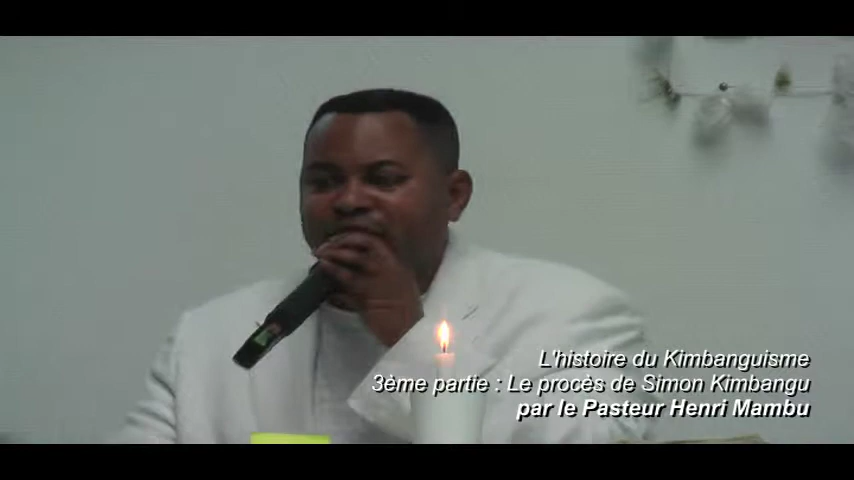 L'histoire du Kimbanguisme
3ème partie : Le procès de Simon Kimbangu
par le Pasteur Henri Mambu